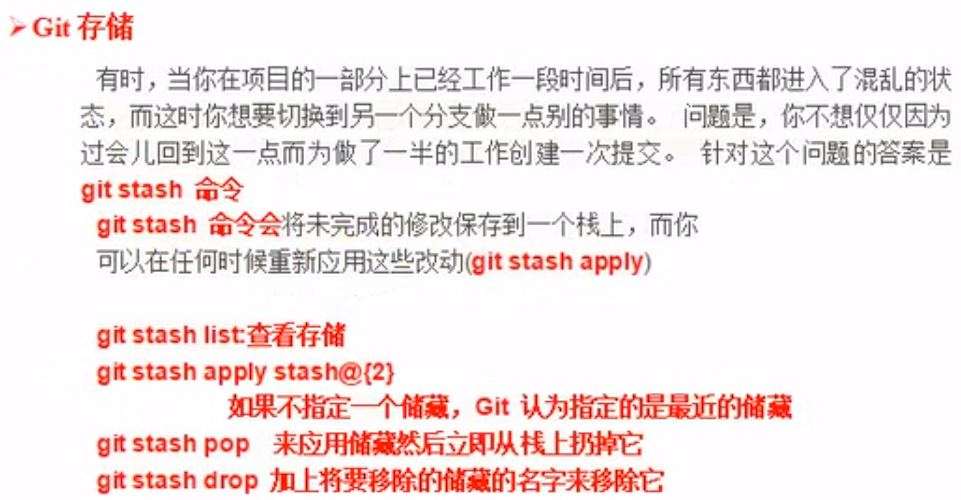 ➢Git 存储
有时，当你在项目的一部分上已经工作一段时间后，所有东西都进入了混乱的状
态，而这时你想要切换到另一个分支做一点别的事情。 问题是，你不想仅仅因为
过会儿回到这一点而为做了一半的工作创建一次提交。 针对这个问题的答案是
git stash 命令
git stash 命令会将未完成的修改保存到一个栈上，而你
可以在任何时候重新应用这些改动(git stash apply)
git stash list:查看存储
git stash apply stash@{2}
如果不指定一个储藏，Git 认为指定的是最近的储藏
git stash pop 来应用储藏然后立即从栈上扔掉它
git stash drop 加上将要移除的储藏的名字来移除它